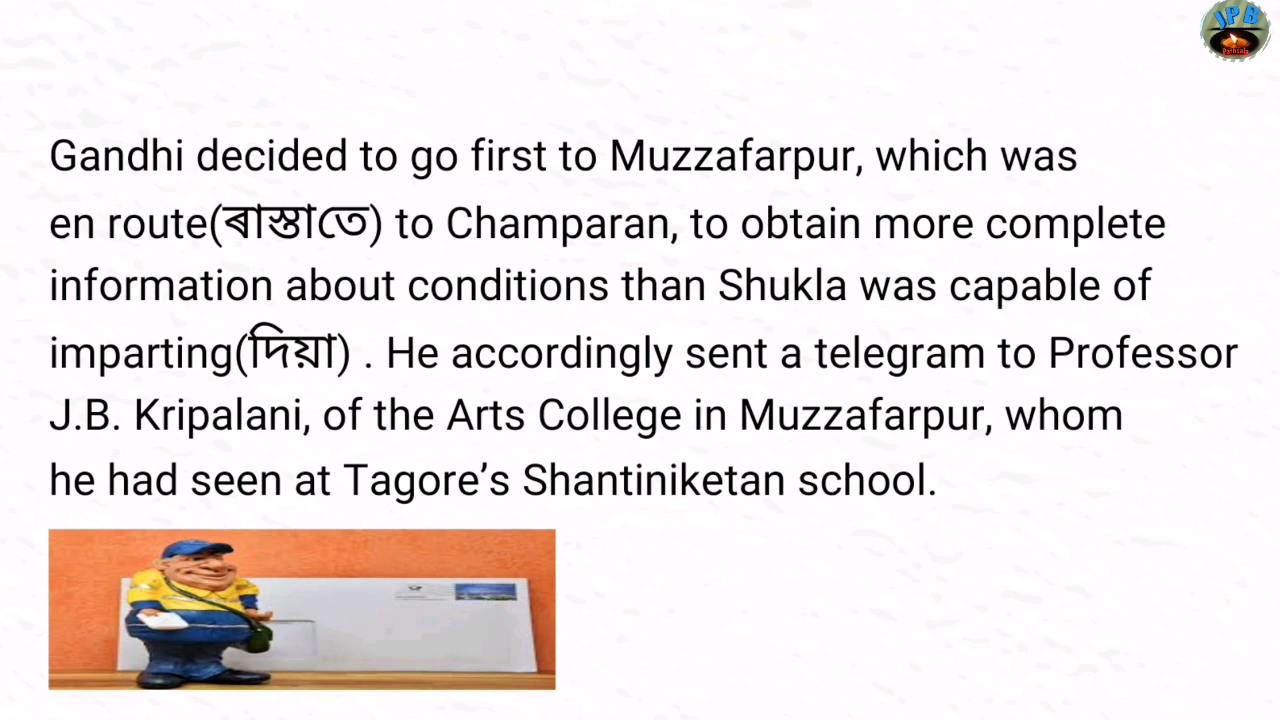 JPB
Pathsala
Gandhi decided to go first to Muzzafarpur, which was
en route(ৰাস্তাতে) to Champaran, to obtain more complete
information about conditions than Shukla was capable of
imparting(দিয়া) . He accordingly sent a telegram to Professor
J.B. Kripalani, of the Arts College in Muzzafarpur, whom
he had seen at Tagore’s Shantiniketan school.